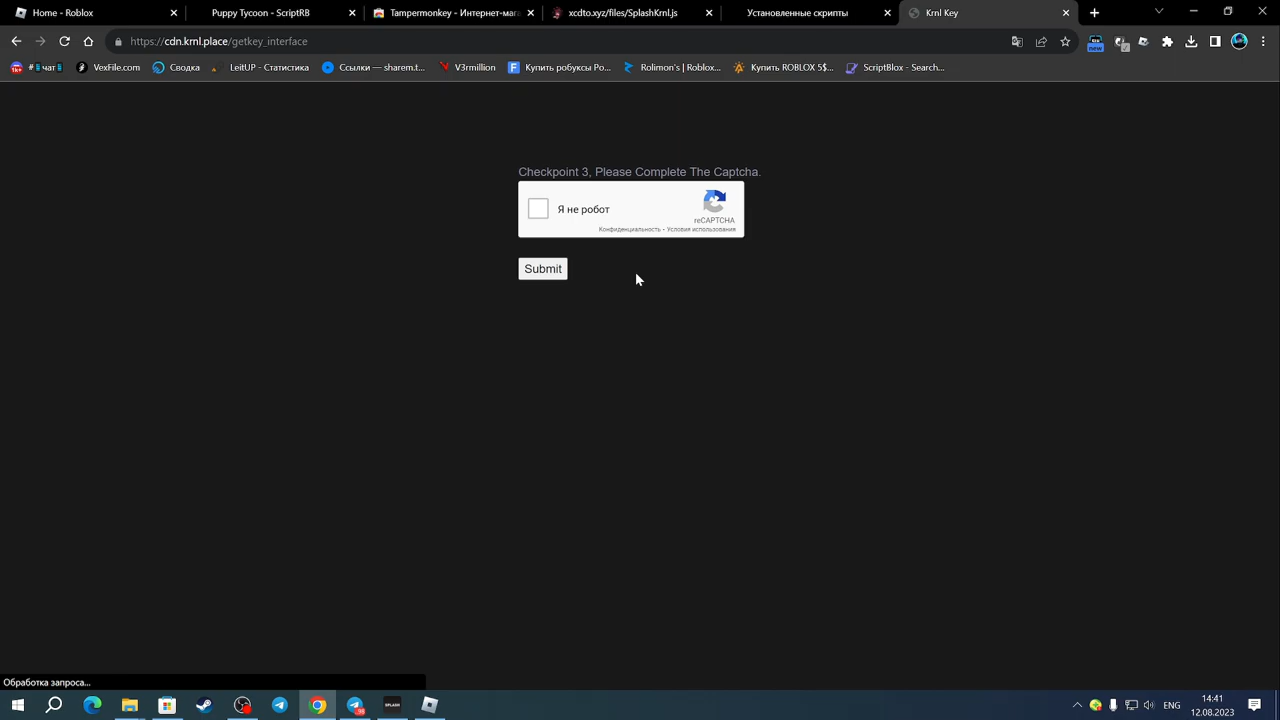 Home - Roblox
Puppy Tycoon - ScriptRB
Tampermonkey – Интернет-маг
xcdto.xyz/files/SplashKrnl.js
Установленные скрипты
Krnl Key
https://cdn.krnl.place/getkey_interface
new
чат
VexFile.com
Сводка
LeitUP - Статистика
Ссылки — sharem.t...
V3rmillion
Купить робуксы Ро...
Rolimon's | Roblox...
Купить ROBLOX 5$...
ScriptBlox - Search...
Checkpoint 3, Please Complete The Captcha.
Я не робот
reCAPTCHA
Конфиденциальность - Условия использования
Submit
Обработка запроса...
SPLASH
ENG
14:41
12.08.2023